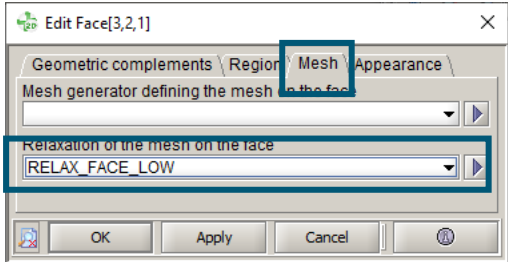 Edit Face[3,2,1]
Geometric complements Region Mesh Appearance
Mesh generator defining the mesh on the face
Relaxation of the mesh on the face
RELAX_FACE_LOW
OK Apply Cancel